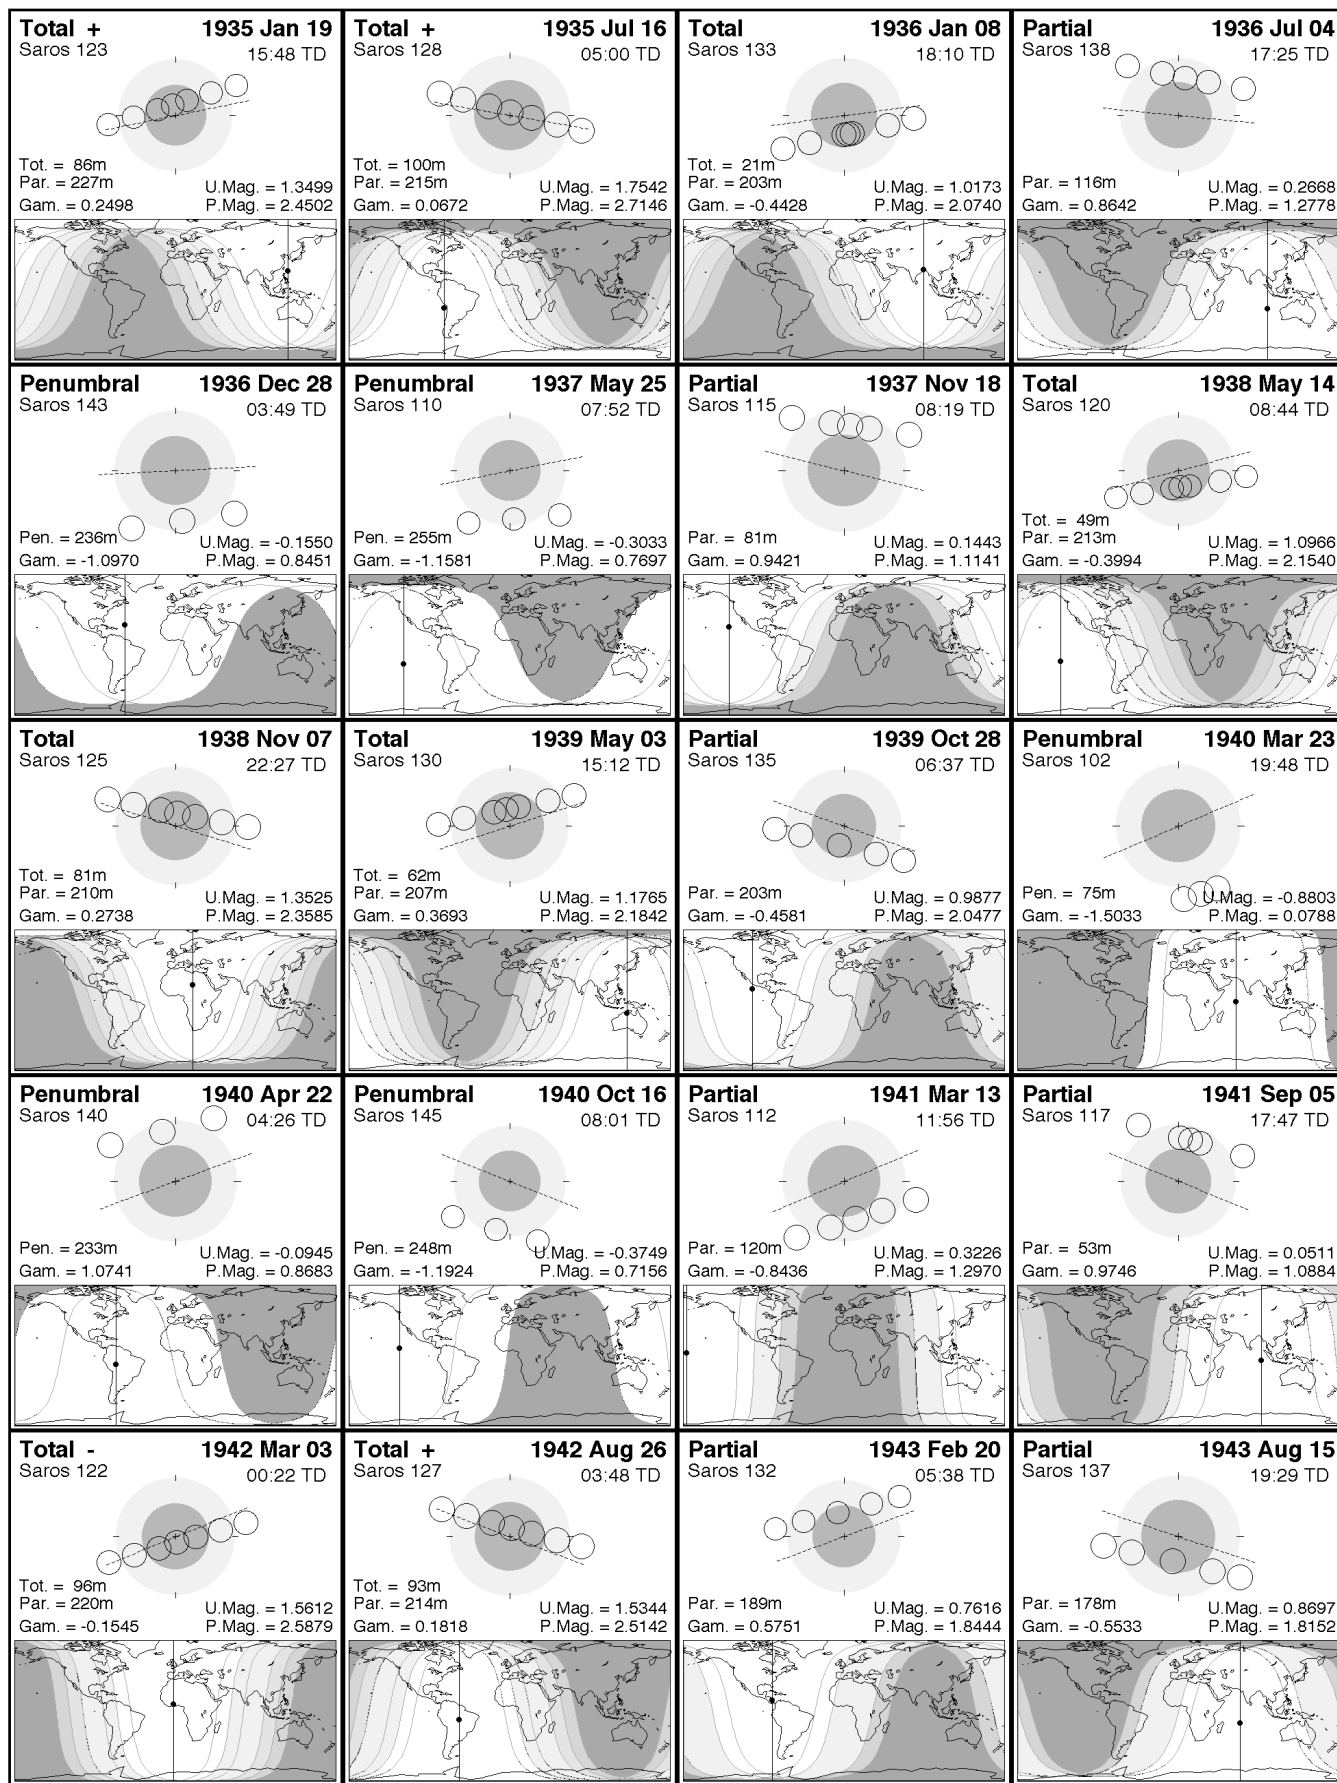 Total + 1935 Jan 19
Saros 123 15:48 TD
Tot. = 86m
Par. = 227m U.Mag. = 1.3499
Gam. = 0.2498 P.Mag. = 2.4502
Total + 1935 Jul 16
Saros 128 05:00 TD
Tot. = 100m
Par. = 215m U.Mag. = 1.7542
Gam. = 0.0672 P.Mag. = 2.7146
Total 1936 Jan 08
Saros 133 18:10 TD
Tot. = 21m
Par. = 203m U.Mag. = 1.0173
Gam. = -0.4428 P.Mag. = 2.0740
Partial 1936 Jul 04
Saros 138 17:25 TD
Par. = 116m U.Mag. = 0.2668
Gam. = 0.8642 P.Mag. = 1.2778
Penumbral 1936 Dec 28
Saros 143 03:49 TD
Pen. = 236m U.Mag. = -0.1550
Gam. = -1.0970 P.Mag. = 0.8451
Penumbral 1937 May 25
Saros 110 07:52 TD
Pen. = 255m U.Mag. = -0.3033
Gam. = -1.1581 P.Mag. = 0.7697
Partial 1937 Nov 18
Saros 115 08:19 TD
Par. = 81m U.Mag. = 0.1443
Gam. = 0.9421 P.Mag. = 1.1141
Total 1938 May 14
Saros 120 08:44 TD
Tot. = 49m
Par. = 213m U.Mag. = 1.0966
Gam. = -0.3994 P.Mag. = 2.1540
Total 1938 Nov 07
Saros 125 22:27 TD
Tot. = 81m
Par. = 210m U.Mag. = 1.3525
Gam. = 0.2738 P.Mag. = 2.3585
Total 1939 May 03
Saros 130 15:12 TD
Tot. = 62m
Par. = 207m U.Mag. = 1.1765
Gam. = 0.3693 P.Mag. = 2.1842
Partial 1939 Oct 28
Saros 135 06:37 TD
Par. = 203m U.Mag. = 0.9877
Gam. = -0.4581 P.Mag. = 2.0477
Penumbral 1940 Mar 23
Saros 102 19:48 TD
Pen. = 75m U.Mag. = -0.8803
Gam. = -1.5033 P.Mag. = 0.0788
Penumbral 1940 Apr 22
Saros 140 04:26 TD
Pen. = 233m U.Mag. = -0.0945
Gam. = 1.0741 P.Mag. = 0.8683
Penumbral 1940 Oct 16
Saros 145 08:01 TD
Pen. = 248m U.Mag. = -0.3749
Gam. = -1.1924 P.Mag. = 0.7156
Partial 1941 Mar 13
Saros 112 11:56 TD
Par. = 120m U.Mag. = 0.3226
Gam. = -0.8436 P.Mag. = 1.2970
Partial 1941 Sep 05
Saros 117 17:47 TD
Par. = 53m U.Mag. = 0.0511
Gam. = 0.9746 P.Mag. = 1.0884
Total - 1942 Mar 03
Saros 122 00:22 TD
Tot. = 96m
Par. = 220m U.Mag. = 1.5612
Gam. = -0.1545 P.Mag. = 2.5879
Total + 1942 Aug 26
Saros 127 03:48 TD
Tot. = 93m
Par. = 214m U.Mag. = 1.5344
Gam. = 0.1818 P.Mag. = 2.5142
Partial 1943 Feb 20
Saros 132 05:38 TD
Par. = 189m U.Mag. = 0.7616
Gam. = 0.5751 P.Mag. = 1.8444
Partial 1943 Aug 15
Saros 137 19:29 TD
Par. = 178m U.Mag. = 0.8697
Gam. = -0.5533 P.Mag. = 1.8152